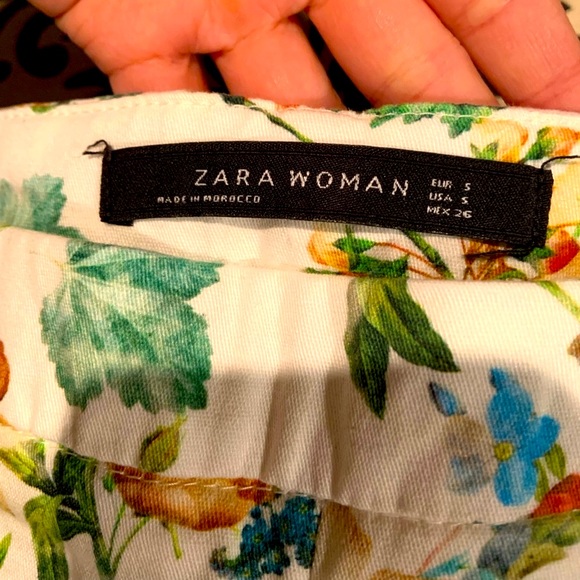 ZARA WOMAN
MADE IN MOROCCO
EUR S
USA S
MEX 26